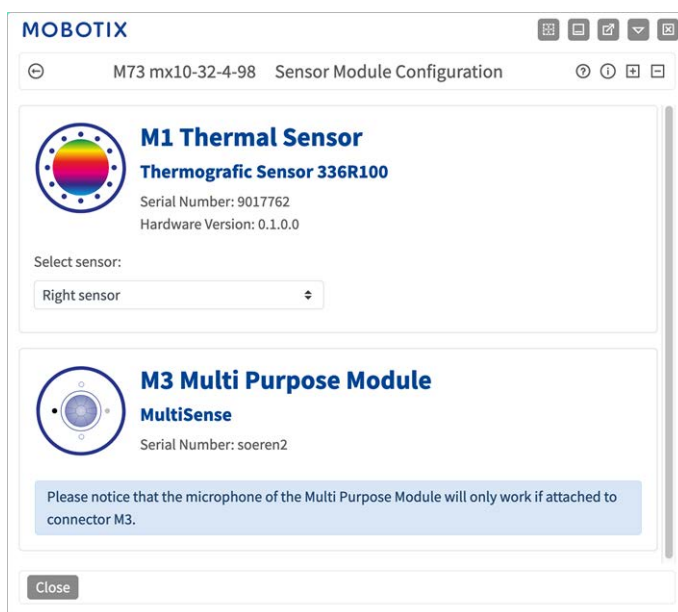 MOBOTIX
M73 mx10-32-4-98 Sensor Module Configuration
M1 Thermal Sensor
Thermografic Sensor 336R100
Serial Number: 9017762
Hardware Version: 0.1.0.0
Select sensor:
Right sensor
M3 Multi Purpose Module
MultiSense
Serial Number: soeren2
Please notice that the microphone of the Multi Purpose Module will only work if attached to
connector M3.
Close